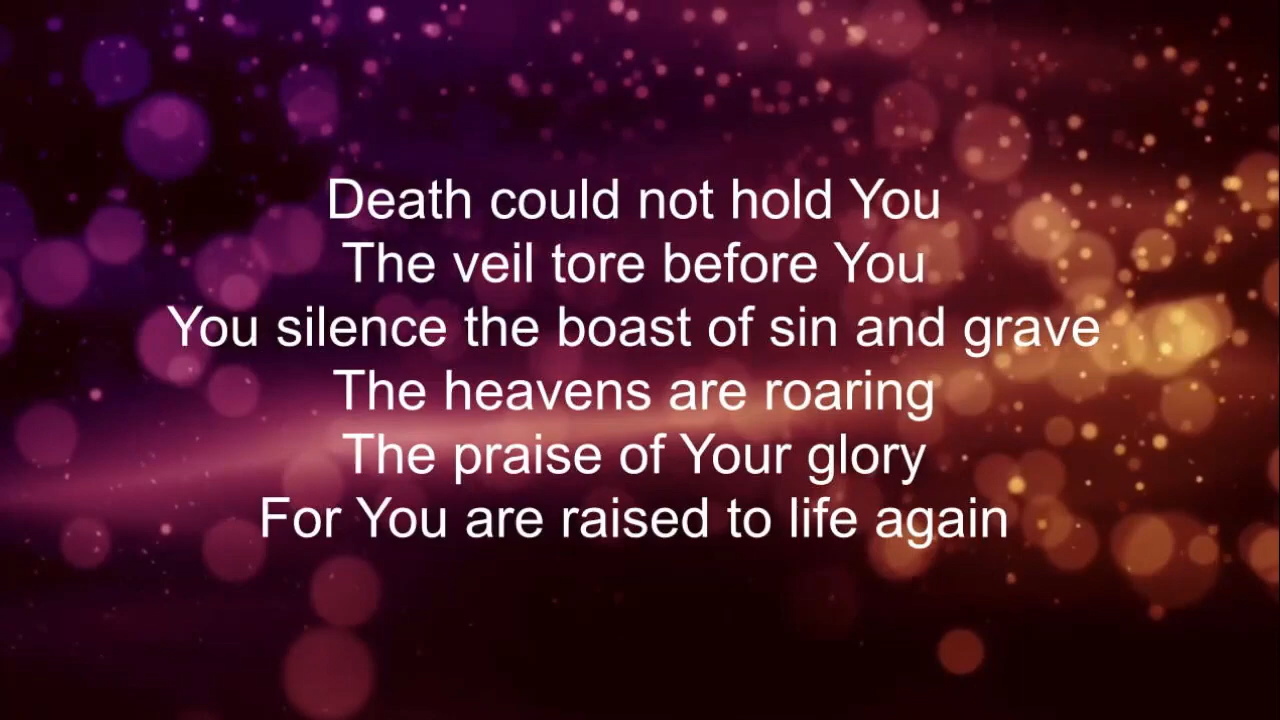 Death could not hold You
The veil tore before You
You silence the boast of sin and grave
The heavens are roaring
The praise of Your glory
For You are raised to life again